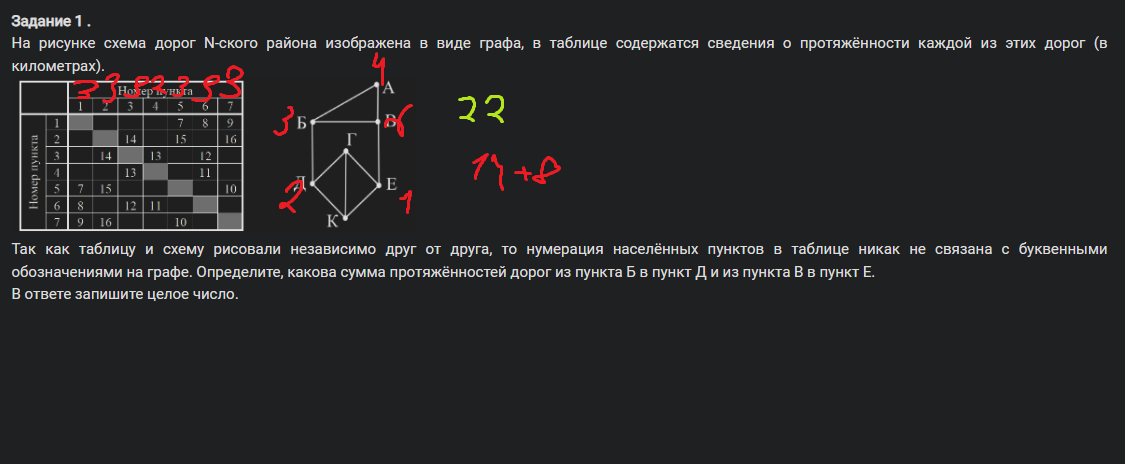 Задание 1 .
На рисунке схема дорог N-ского района изображена в виде графа, в таблице содержатся сведения о протяжённости каждой из этих дорог (в
километрах).
3 3 3 3 3 3 3
Номер пункта
1 2 3 4 5 6 7
Номер пункта
1 7 8 9
2 14 15 16
3 14 13 12
4 13 11
5 7 15 10
6 8 12 11
7 9 16 10
4
А
3 Б
В 6
Г
2 Д
Е 1
К
22
14+8
Так как таблицу и схему рисовали независимо друг от друга, то нумерация населённых пунктов в таблице никак не связана с буквенными
обозначениями на графе. Определите, какова сумма протяжённостей дорог из пункта Б в пункт Д и из пункта В в пункт Е.
В ответе запишите целое число.